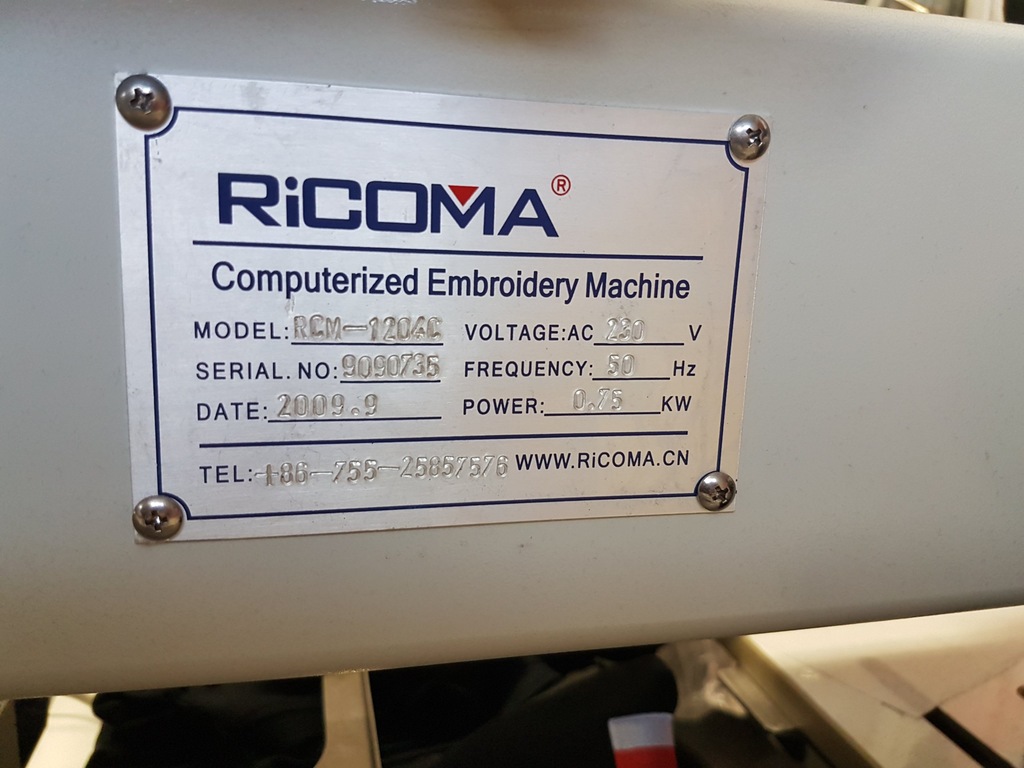 RiCOMA®
Computerized Embroidery Machine
MODEL: RCM-1204C VOLTAGE:AC 230 V
SERIAL. NO: 9090735 FREQUENCY: 50 Hz
DATE: 2009.9 POWER: 0.75 KW
TEL: +86-755-25857576 WWW.RiCOMA.CN